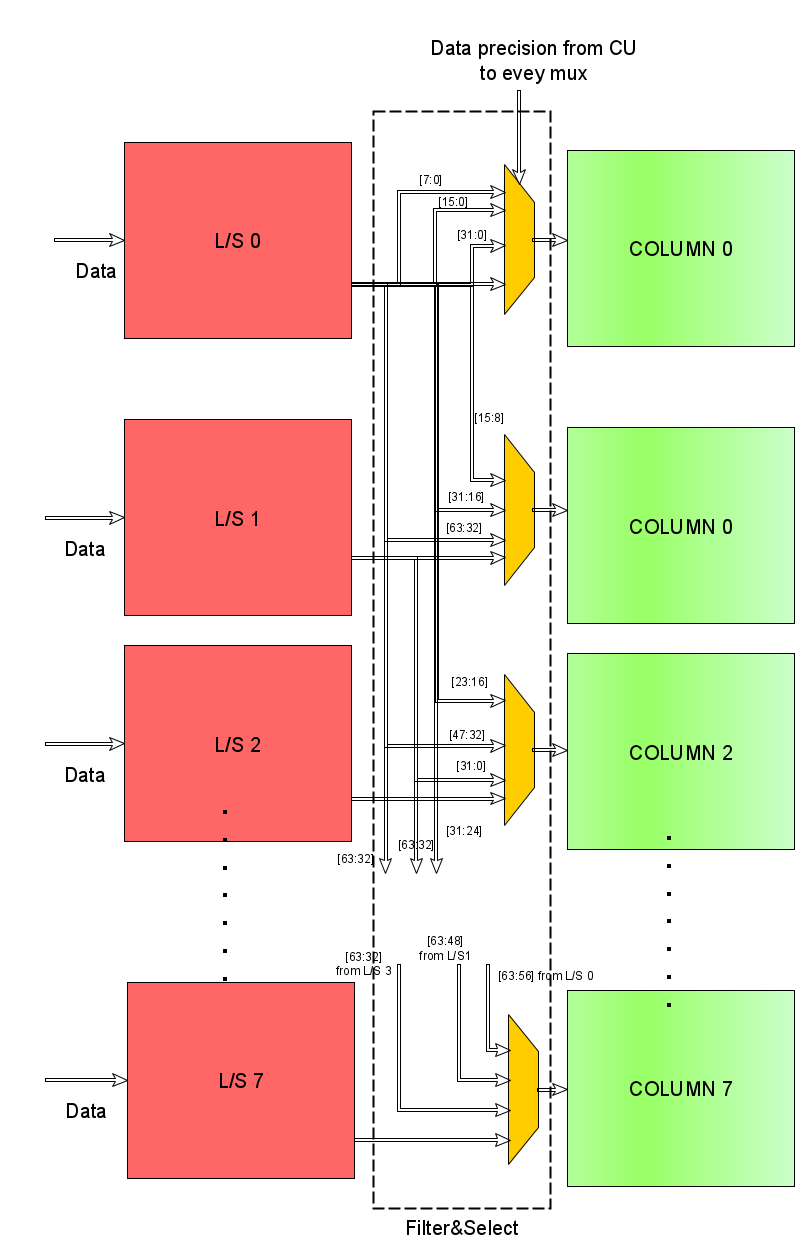 Data precision from CU
to evey mux
[7:0]
[15:0]
L/S 0
[31:0]
COLUMN 0
Data
[15:8]
[31:16]
L/S 1
[63:32]
COLUMN 0
Data
[23:16]
L/S 2
[47:32]
COLUMN 2
[31:0]
Data
[31:24]
[63:32]
[63:32]
[63:32]
from L/S 3
[63:48]
from L/S1
[63:56] from L/S 0
L/S 7
COLUMN 7
Data
Filter&Select